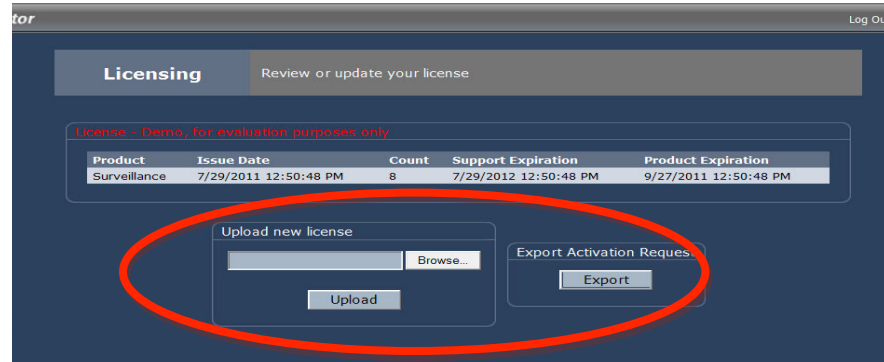 tor
Log Ou
Licensing Review or update your license
License - Demo, for evaluation purposes only
Product Issue Date Count Support Expiration Product Expiration
Surveillance 7/29/2011 12:50:48 PM 8 7/29/2012 12:50:48 PM 9/27/2011 12:50:48 PM
Upload new license
Browse...
Upload
Export Activation Request
Export